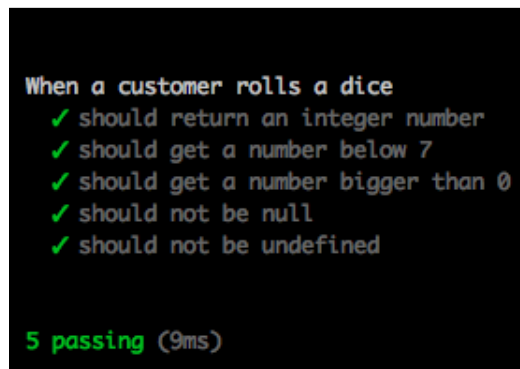 When a customer rolls a dice
✓ should return an integer number
✓ should get a number below 7
✓ should get a number bigger than 0
✓ should not be null
✓ should not be undefined
5 passing (9ms)